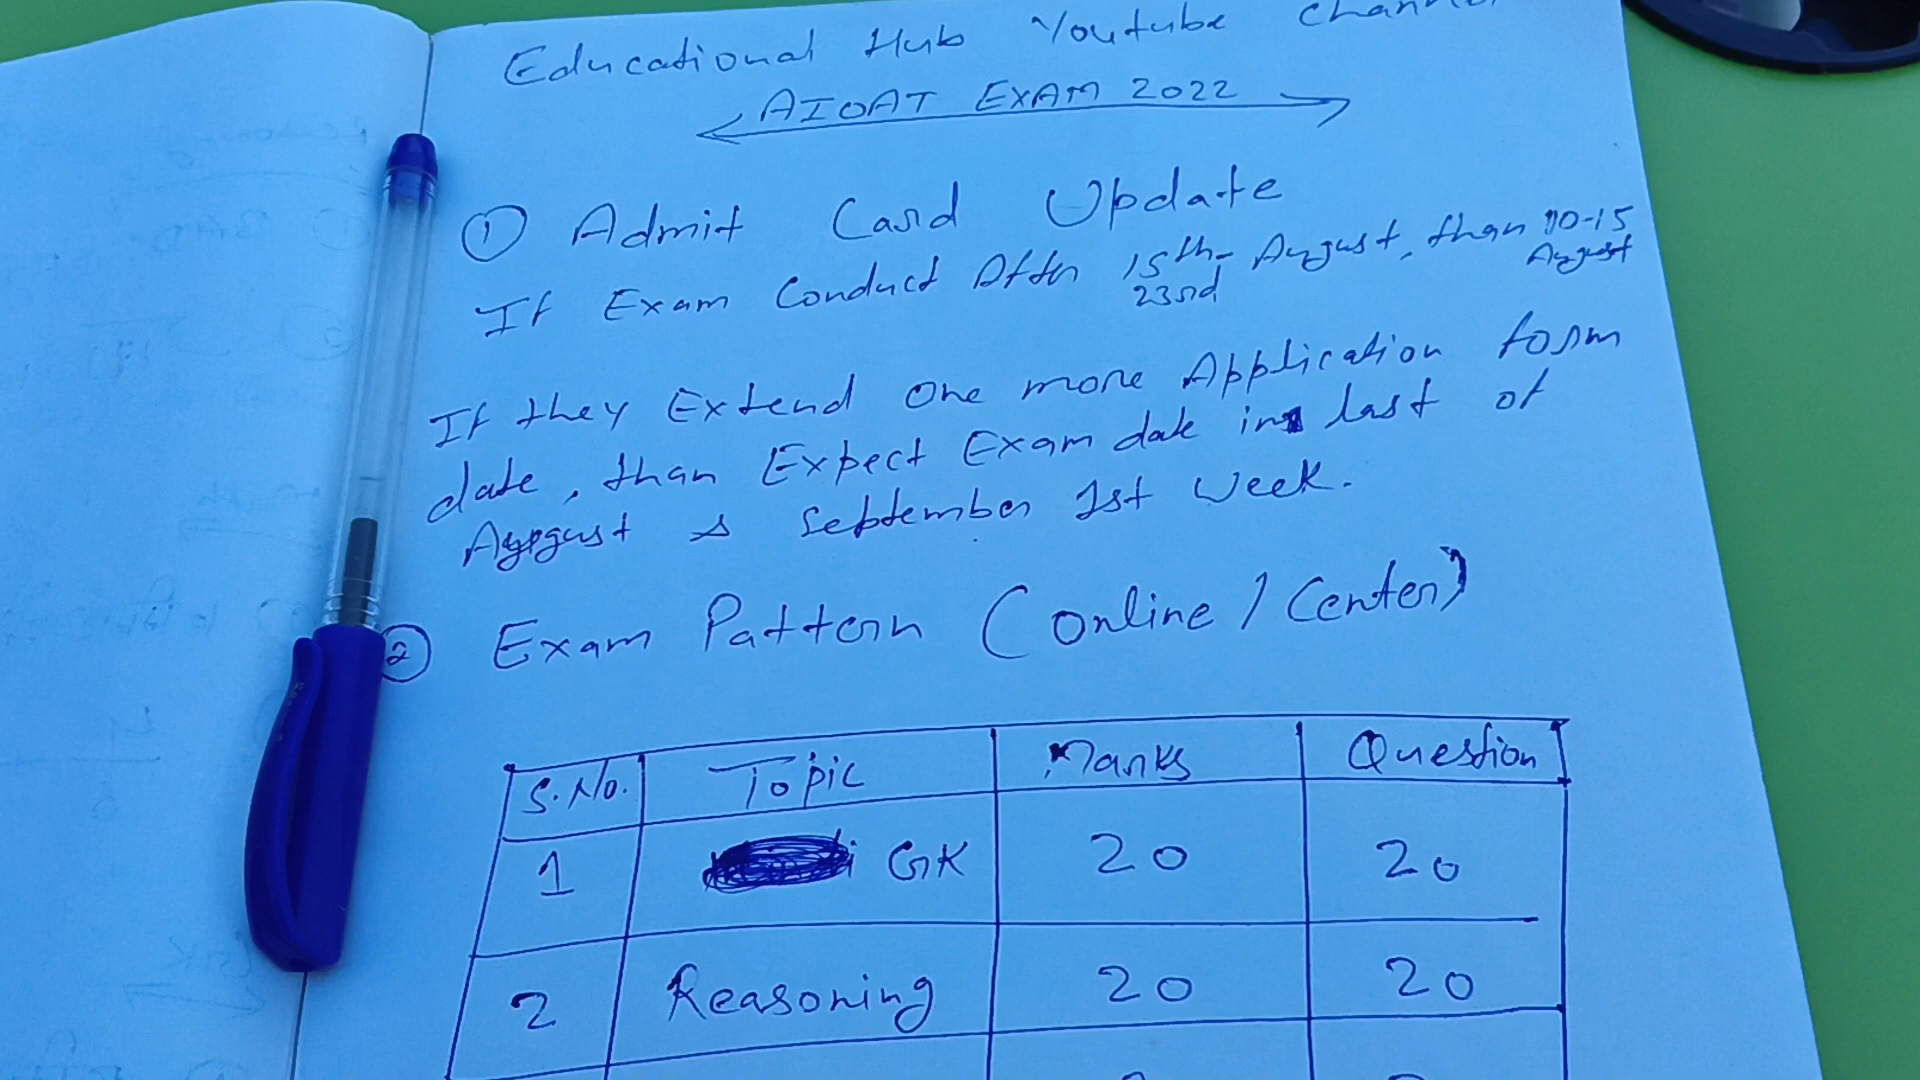 Educational Hub Youtube Channel
AIOAT EXAM 2022
① Admit Card Update
If Exam Conduct After 15th- August, than 10-15
23rd August
If they Extend one more Application form
date, than Expect Exam date in last of
August & September 1st Week.
② Exam Pattern (Online / Center)
S.No. Topic Marks Question
1 GK 20 20
2 Reasoning 20 20